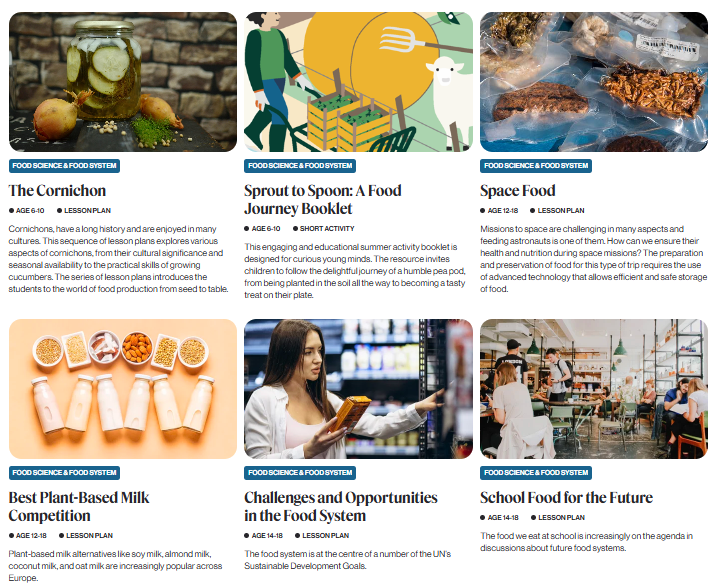 FOOD SCIENCE & FOOD SYSTEM
The Cornichon
AGE 6-10 LESSON PLAN
Cornichons, have a long history and are enjoyed in many
cultures. This sequence of lesson plans explores various
aspects of cornichons, from their cultural significance and
seasonal availability to the practical skills of growing
cucumbers. The series of lesson plans introduces the
students to the world of food production from seed to table.
FOOD SCIENCE & FOOD SYSTEM
Sprout to Spoon: A Food
Journey Booklet
AGE 6-10 SHORT ACTIVITY
This engaging and educational summer activity booklet is
designed for curious young minds. The resource invites
children to follow the delightful journey of a humble pea pod,
from being planted in the soil all the way to becoming a tasty
treat on their plate.
FOOD SCIENCE & FOOD SYSTEM
Space Food
AGE 12-18 LESSON PLAN
Missions to space are challenging in many aspects and
feeding astronauts is one of them. How can we ensure their
health and nutrition during space missions? The preparation
and preservation of food for this type of trip requires the use
of advanced technology that allows efficient and safe storage
of food.
FOOD SCIENCE & FOOD SYSTEM
Best Plant-Based Milk
Competition
AGE 12-18 LESSON PLAN
Plant-based milk alternatives like soy milk, almond milk,
coconut milk, and oat milk are increasingly popular across
Europe.
FOOD SCIENCE & FOOD SYSTEM
Challenges and Opportunities
in the Food System
AGE 14-18 LESSON PLAN
The food system is at the centre of a number of the UN's
Sustainable Development Goals.
LONDON
FOOD SCIENCE & FOOD SYSTEM
School Food for the Future
AGE 14-18 LESSON PLAN
The food we eat at school is increasingly on the agenda in
discussions about future food systems.